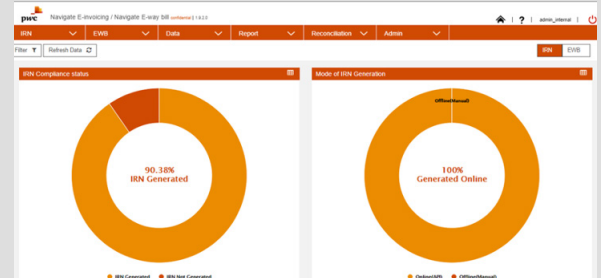 pwc Navigate E-invoicing / Navigate E-way bill ? admin_internal
IRN EWB Data Report Reconciliation Admin
Filter Refresh Data IRN EWB
IRN Compliance status
Mode of IRN Generation
90.38%
IRN Generated
IRN Generated IRN Not Generated
Offline(Manual)
100%
Generated Online
Online(API) Offline(Manual)